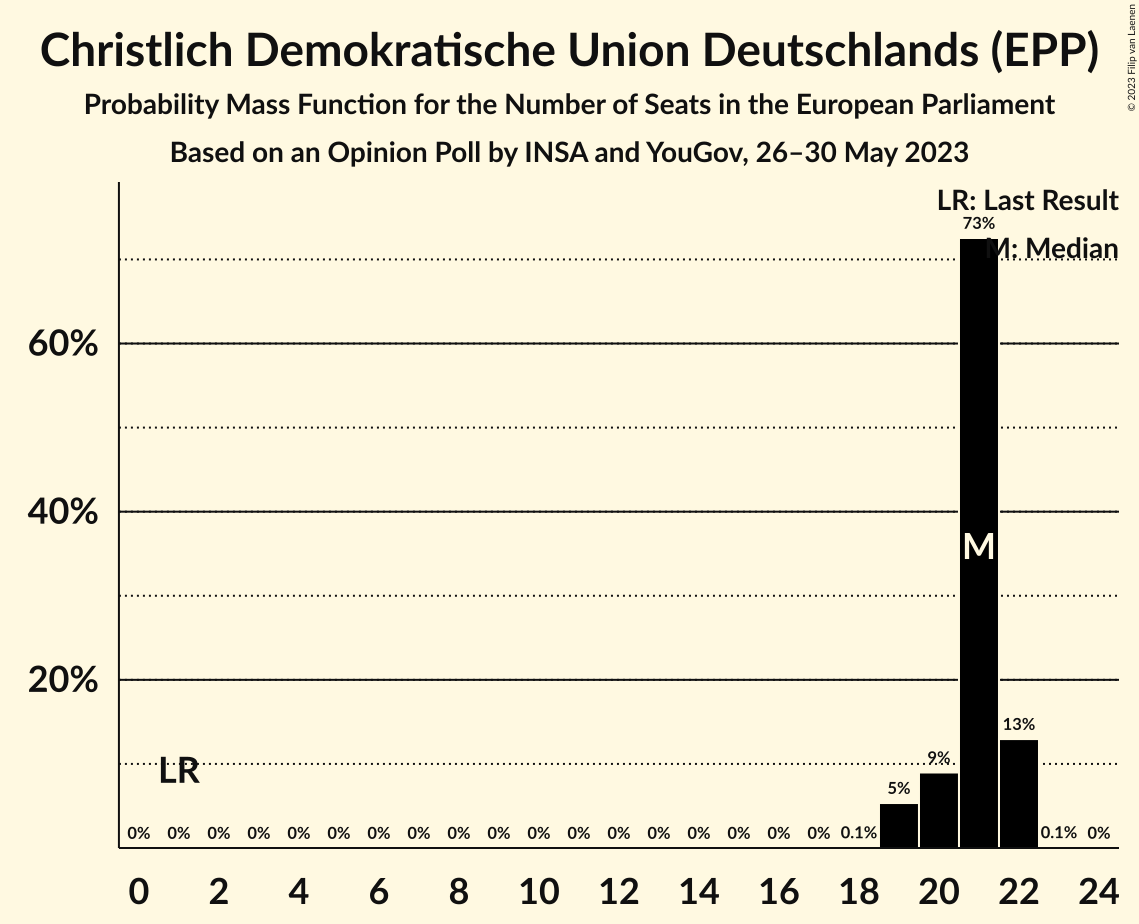 Christlich Demokratische Union Deutschlands (EPP)
Probability Mass Function for the Number of Seats in the European Parliament
Based on an Opinion Poll by INSA and YouGov, 26–30 May 2023
© 2023 Filip van Laenen
LR: Last Result
73%
M: Median
60%
40%
M
20%
13%
LR
9%
5%
0% 0% 0% 0% 0% 0% 0% 0% 0% 0% 0% 0% 0% 0% 0% 0% 0% 0% 0.1% 0.1% 0%
0 2 4 6 8 10 12 14 16 18 20 22 24